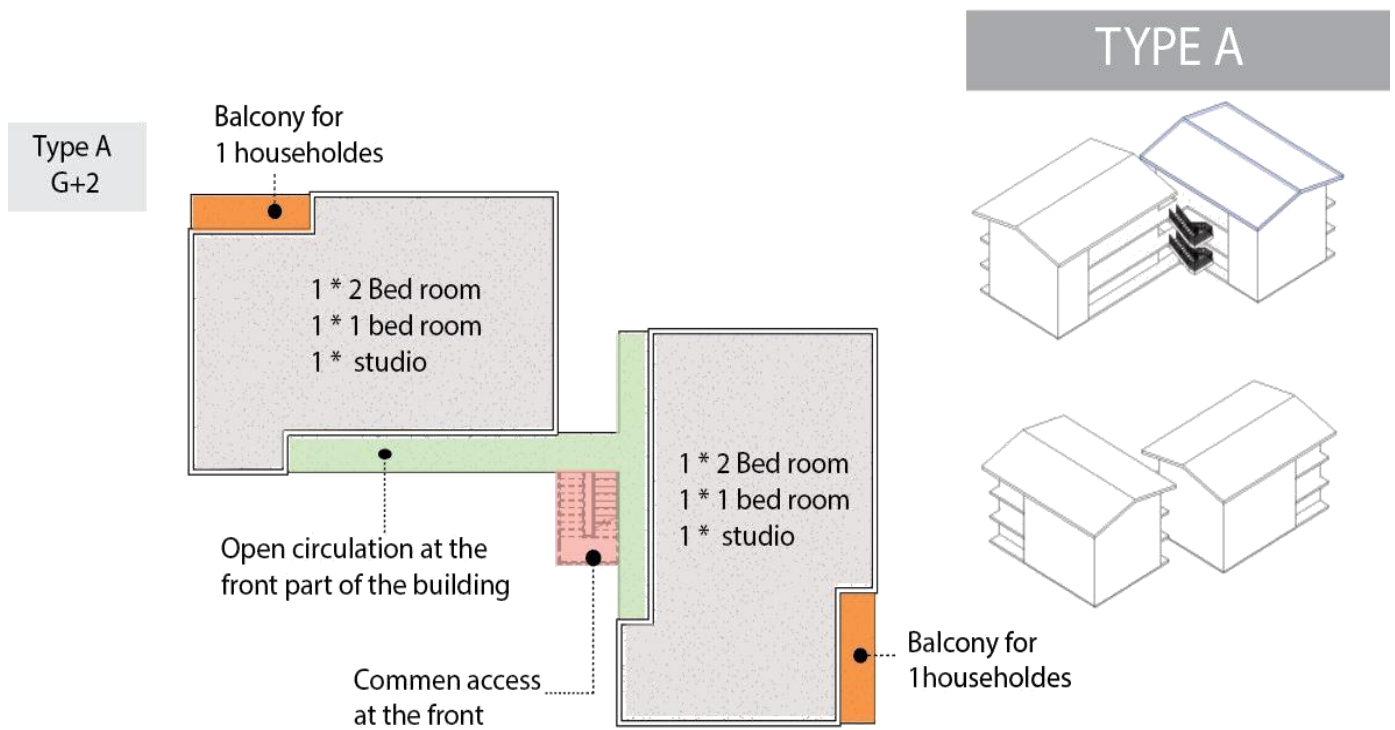 TYPE A
Type A
G+2
Balcony for
1 householdes
1 * 2 Bed room
1 * 1 bed room
1 * studio
1 * 2 Bed room
1 * 1 bed room
1 * studio
Open circulation at the
front part of the building
Commen access
at the front
Balcony for
1householdes